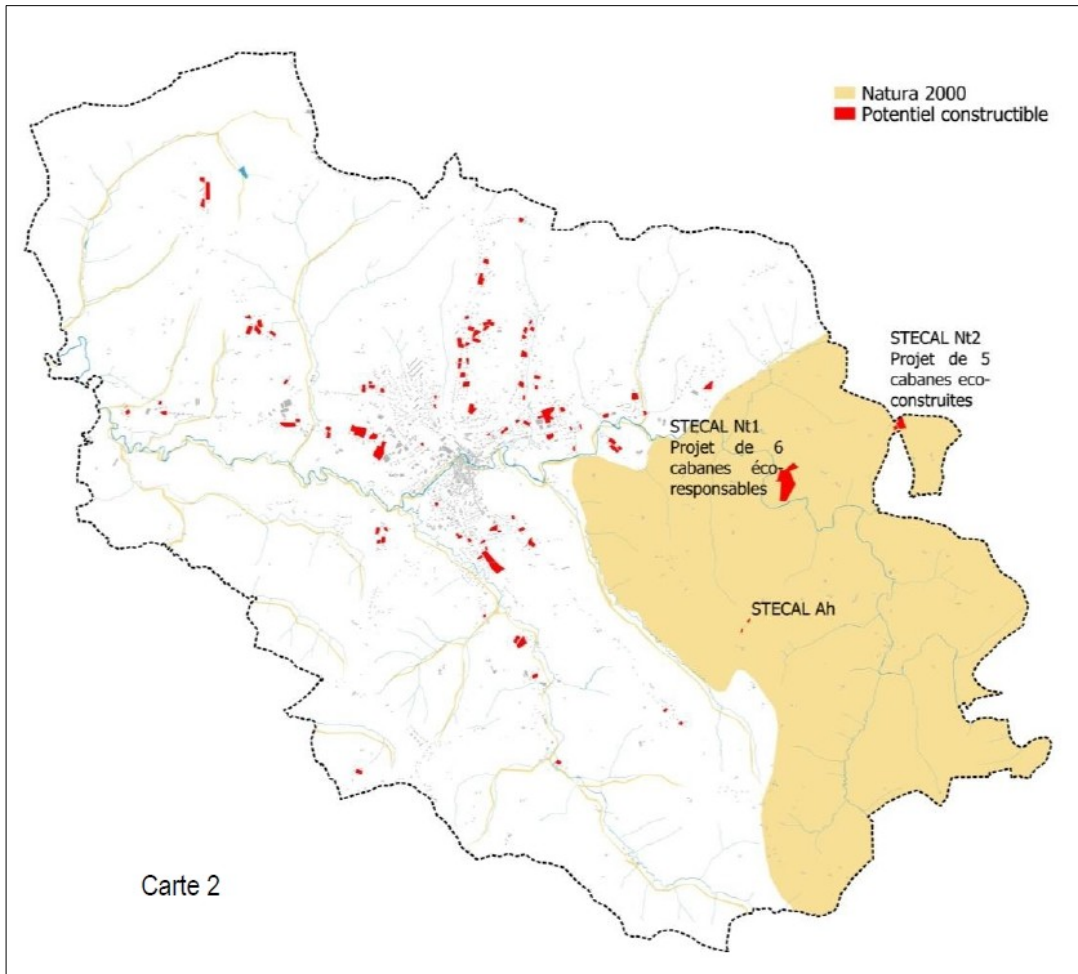 Natura 2000
Potentiel constructible
STECAL Nt2
Projet de 5
cabanes eco-
construites
STECAL Nt1
Projet de 6
cabanes éco-
responsables
STECAL Ah
Carte 2